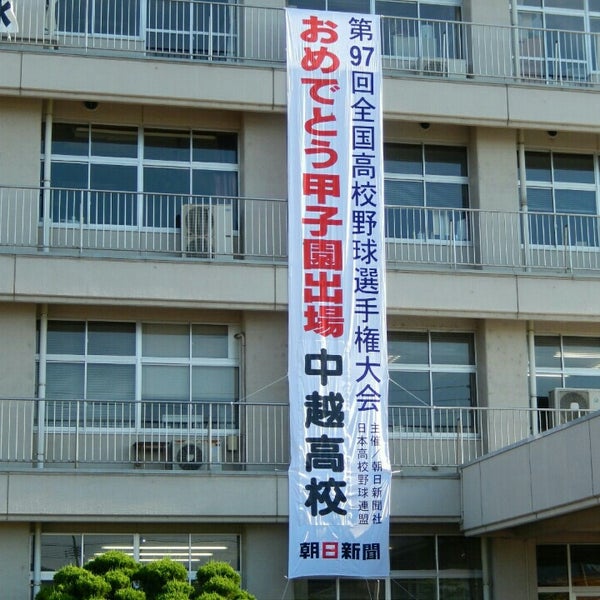 第97回全国高校野球選手権大会
主催/朝日新聞社
日本高校野球連盟
おめでとう甲子園出場 中越高校
朝日新聞